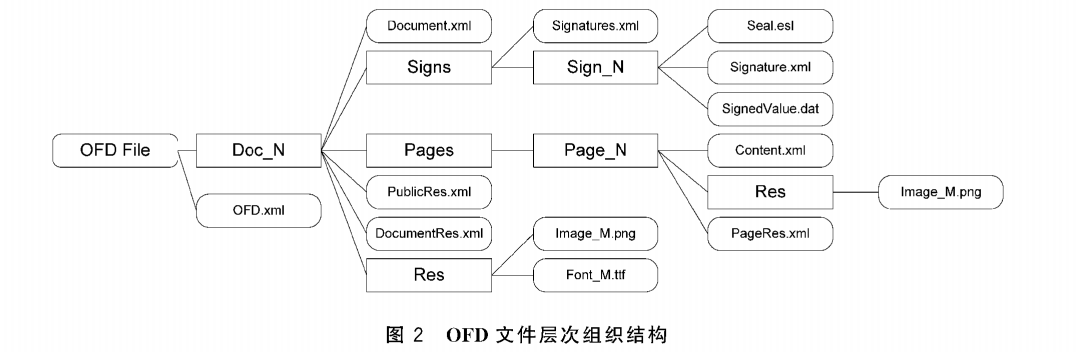 Document.xml Signatures.xml Seal.esl
Signs Sign_N Signature.xml
SignedValue.dat
OFD File Doc_N Pages Page_N Content.xml
PublicRes.xml Res Image_M.png
OFD.xml
DocumentRes.xml Image_M.png PageRes.xml
Res Font_M.ttf
图 2 OFD 文件层次组织结构